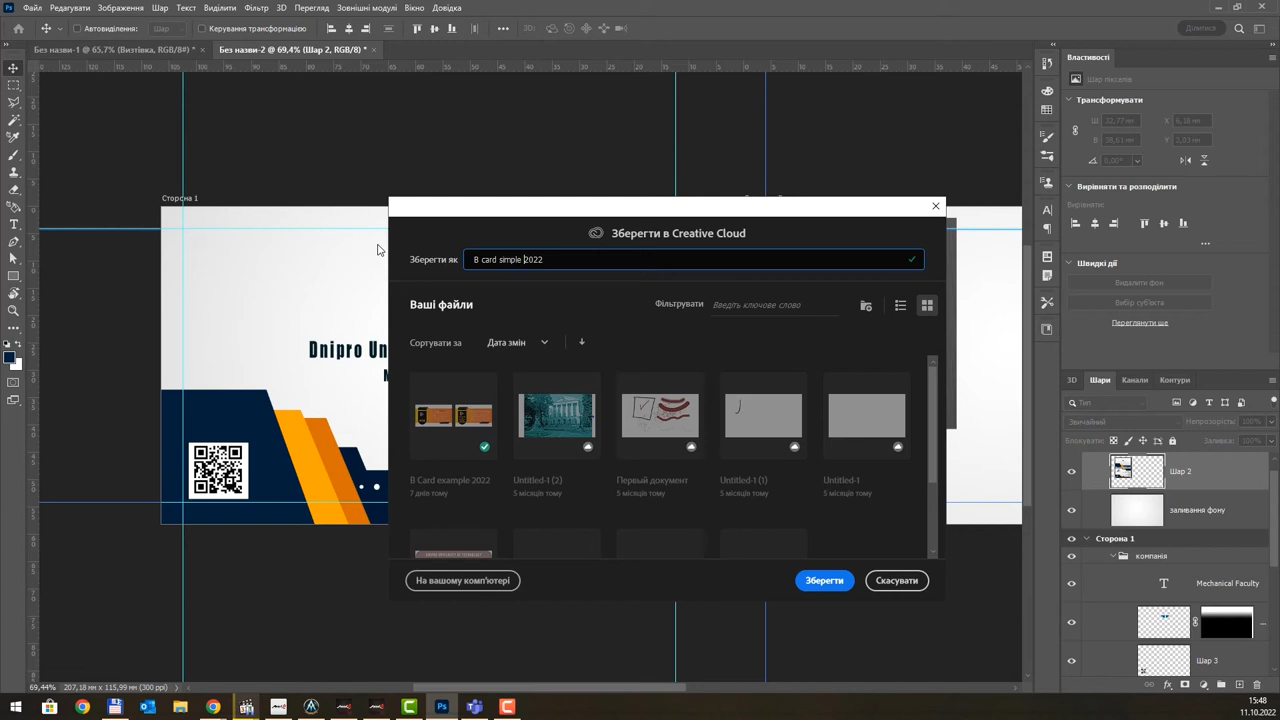 Файл Редагування Зображення Шар Текст Виділити Фільтр 3D Перегляд Зовнішні модулі Вікно Довідка
Автовиділення: Шар Керування трансформ. 3D: Ділитися
Без назви-1 @ 65,7% (Визтівка, RGB/8#) * × Без назви-2 @ 69,4% (Шар 2, RGB/8) * ×
Властивості
Шар пікселів
Трансформувати
Ш 32,77 мм X 6,18 мм
В 38,61 мм Y 2,83 мм
0,00°
Вирівняти та розподілити
Вирівняти:
Швидкі дії
Видалити фон
Вибір суб'єкта
Переглянути ще
Сторона 1
Dnipro Un
M
Зберегти в Creative Cloud
Зберегти як B card simple 2022
Ваші файли Фільтрувати Введіть ключове слово
Сортувати за Дата змін
B Card example 2022 Untitled-1 (2) Первый документ Untitled-1 (1) Untitled-1
7 днів тому 5 місяців тому 5 місяців тому 5 місяців тому 5 місяців тому
На вашому комп'ютері Зберегти Скасувати
3D Шари Канали Контури
Тип
Звичайний Непрозорість: 100%
Блокувати: Заливка: 100%
Шар 2
заливання фону
Сторона 1
компанія
T Mechanical Faculty
Шар 3
69,44% 207,18 мм x 115,99 мм (300 ppi)
15:48
11.10.2022